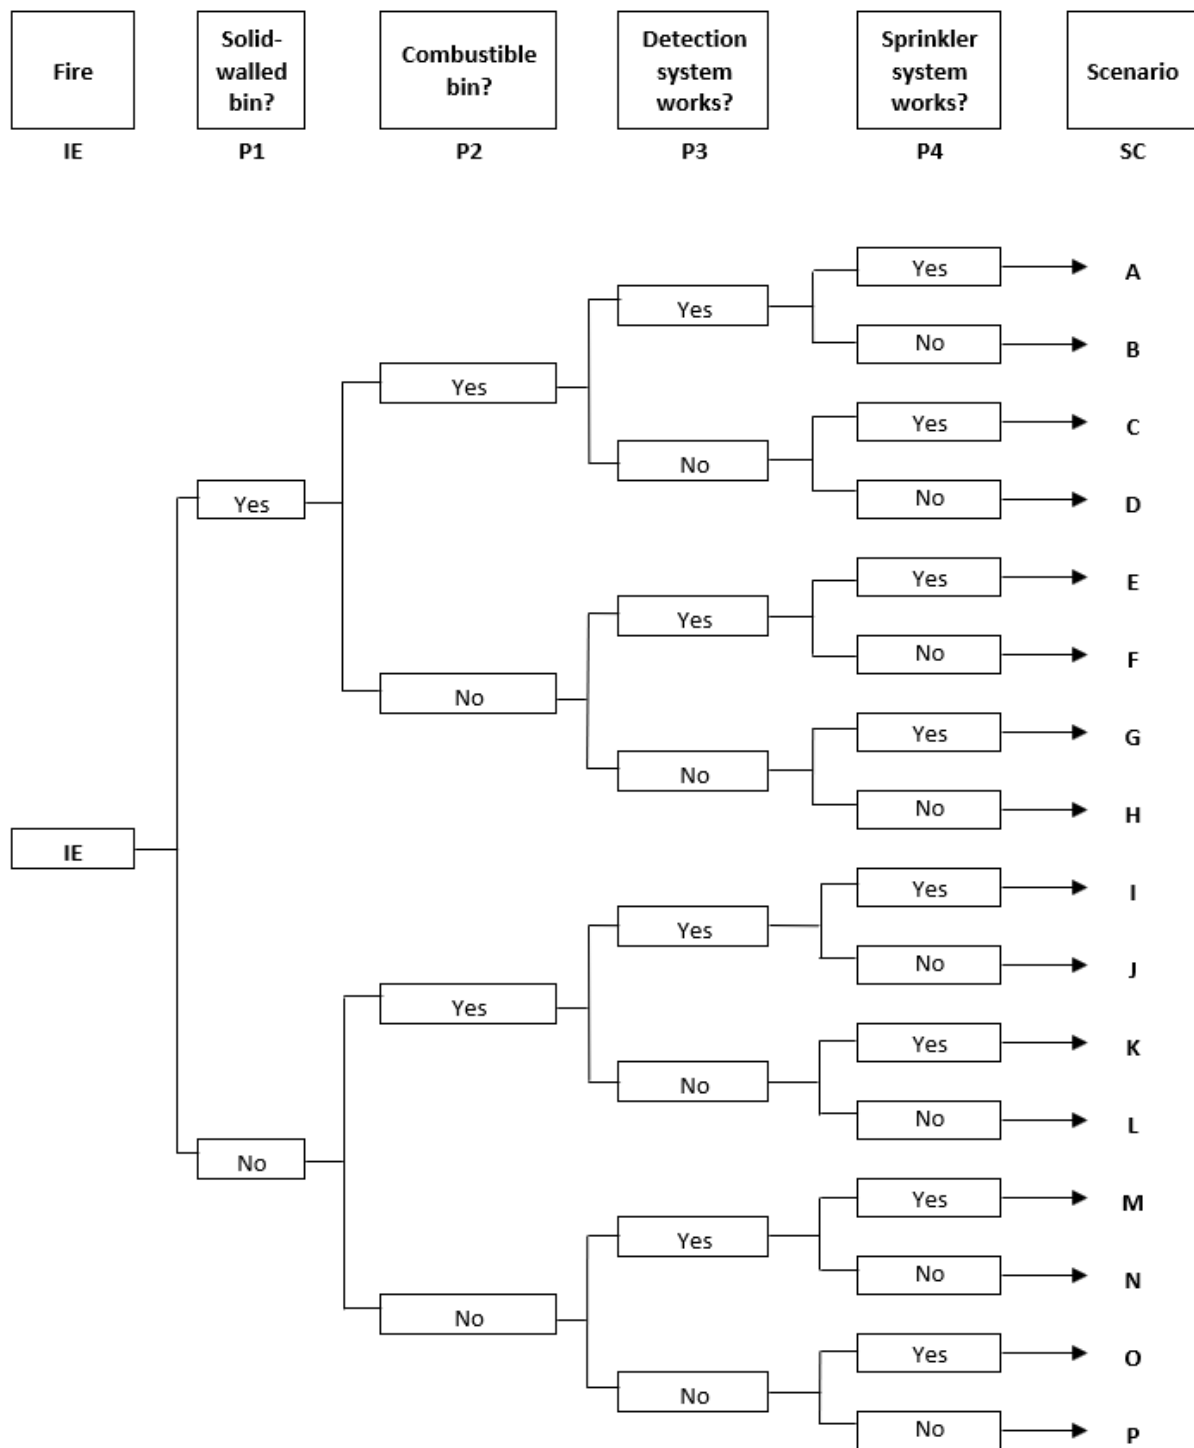 Fire
Solid-
walled
bin?
Combustible
bin?
Detection
system
works?
Sprinkler
system
works?
Scenario
IE
P1
P2
P3
P4
SC
Yes
A
Yes
No
B
Yes
Yes
C
No
No
D
Yes
Yes
E
Yes
No
F
No
Yes
G
No
No
H
IE
Yes
I
Yes
No
J
Yes
Yes
K
No
No
L
No
Yes
M
Yes
No
N
No
Yes
O
No
No
P